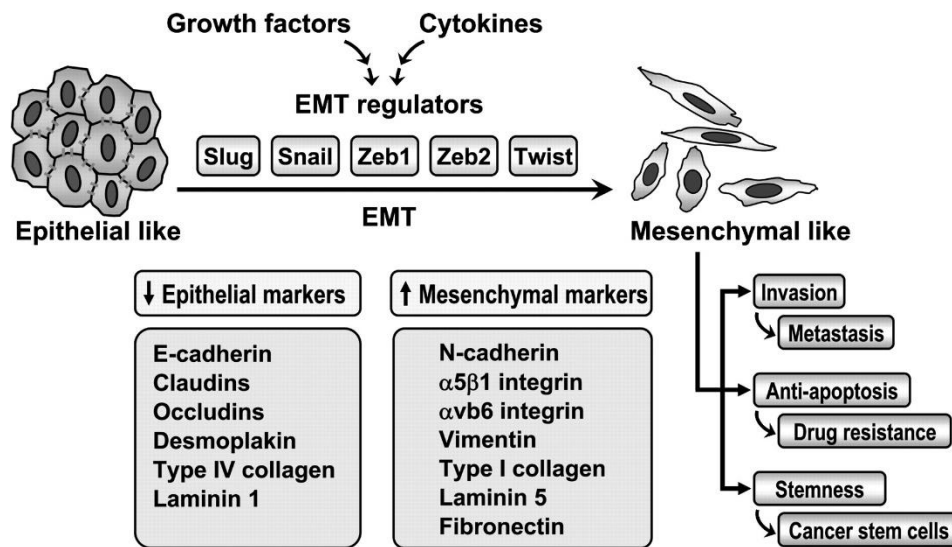 Growth factors
Cytokines
EMT regulators
Slug
Snail
Zeb1
Zeb2
Twist
EMT
Epithelial like
Mesenchymal like
↓ Epithelial markers
E-cadherin
Claudins
Occludins
Desmoplakin
Type IV collagen
Laminin 1
↑ Mesenchymal markers
N-cadherin
α5β1 integrin
αvb6 integrin
Vimentin
Type I collagen
Laminin 5
Fibronectin
Invasion
Metastasis
Anti-apoptosis
Drug resistance
Stemness
Cancer stem cells